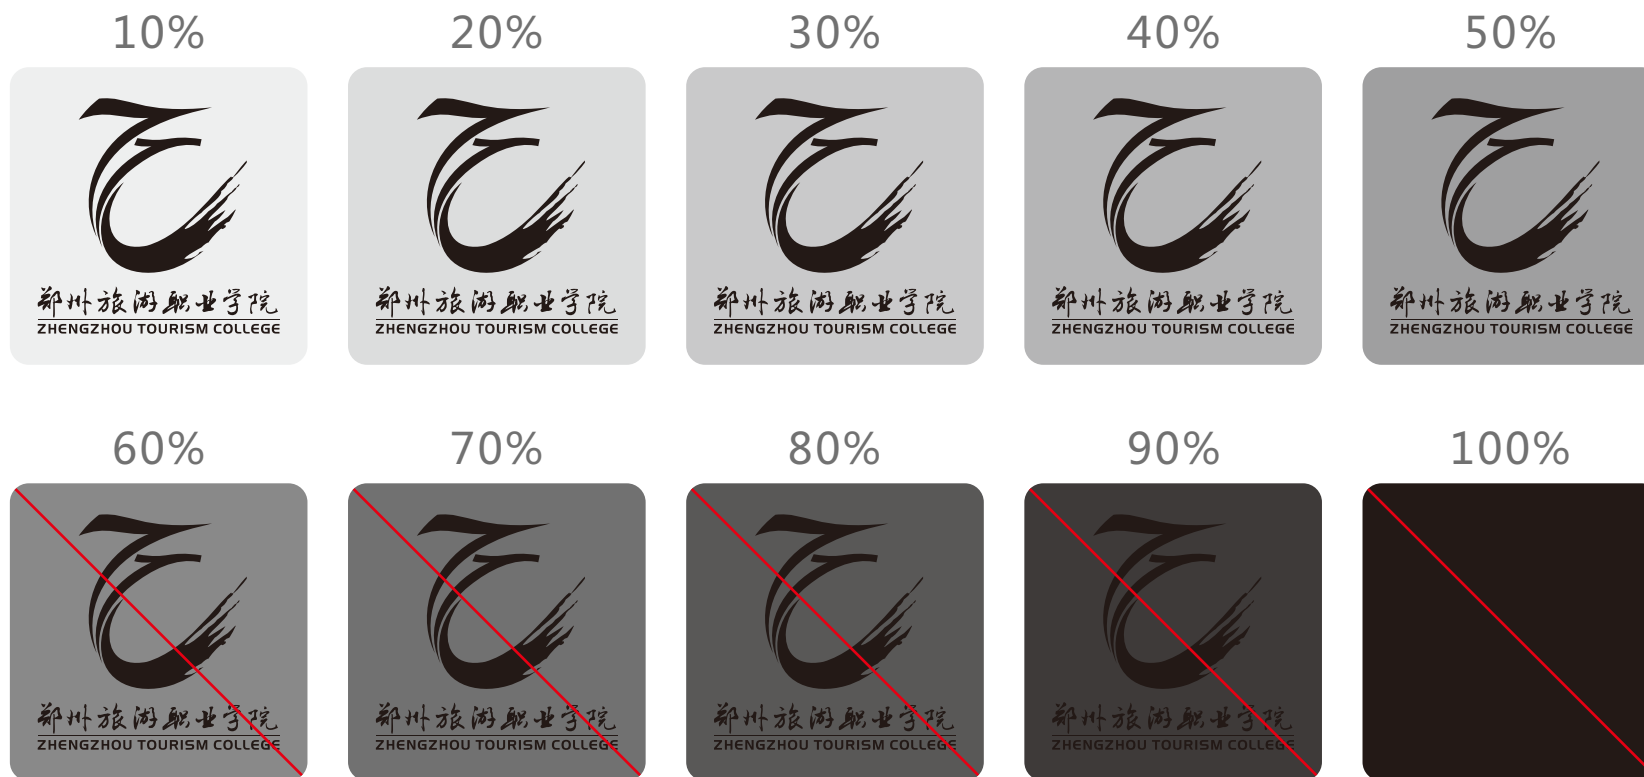 10% 20% 30% 40% 50%
郑州旅游职业学院 郑州旅游职业学院 郑州旅游职业学院 郑州旅游职业学院 郑州旅游职业学院
ZHENGZHOU TOURISM COLLEGE ZHENGZHOU TOURISM COLLEGE ZHENGZHOU TOURISM COLLEGE ZHENGZHOU TOURISM COLLEGE ZHENGZHOU TOURISM COLLEGE
60% 70% 80% 90% 100%
郑州旅游职业学院 郑州旅游职业学院 郑州旅游职业学院 郑州旅游职业学院
ZHENGZHOU TOURISM COLLEGE ZHENGZHOU TOURISM COLLEGE ZHENGZHOU TOURISM COLLEGE ZHENGZHOU TOURISM COLLEGE